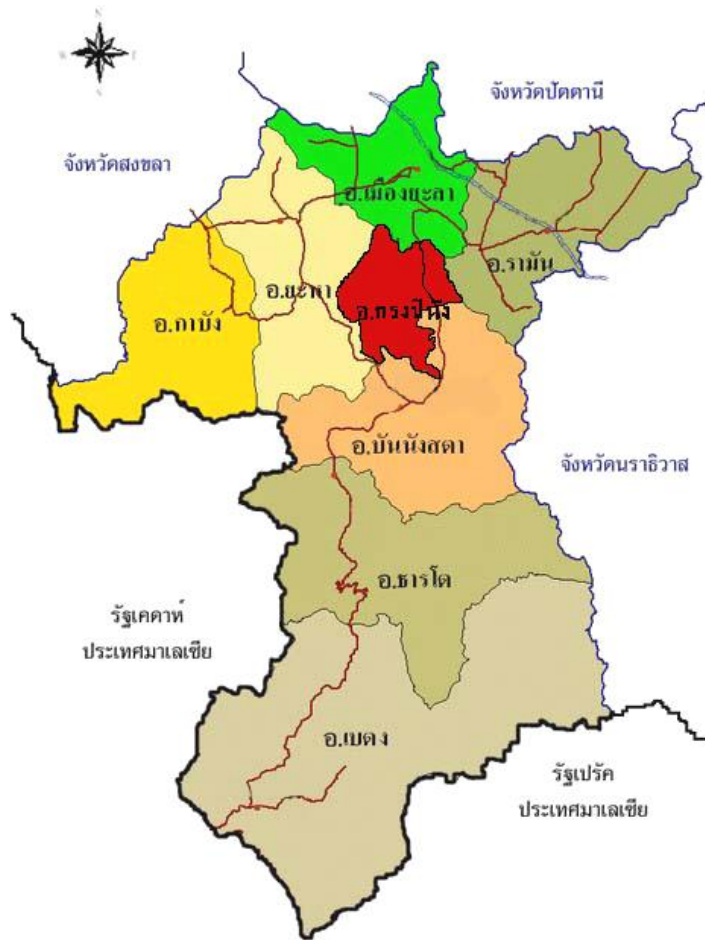 จังหวัดปัตตานี
จังหวัดสงขลา
อ.เมืองยะลา
อ.รามัน
อ.ยะหา
อ.กรงปินัง
อ.กาบัง
อ.บันนังสตา
จังหวัดนราธิวาส
อ.ธารโต
รัฐเคดาห์
ประเทศมาเลเซีย
อ.เบตง
รัฐเปรัค
ประเทศมาเลเซีย